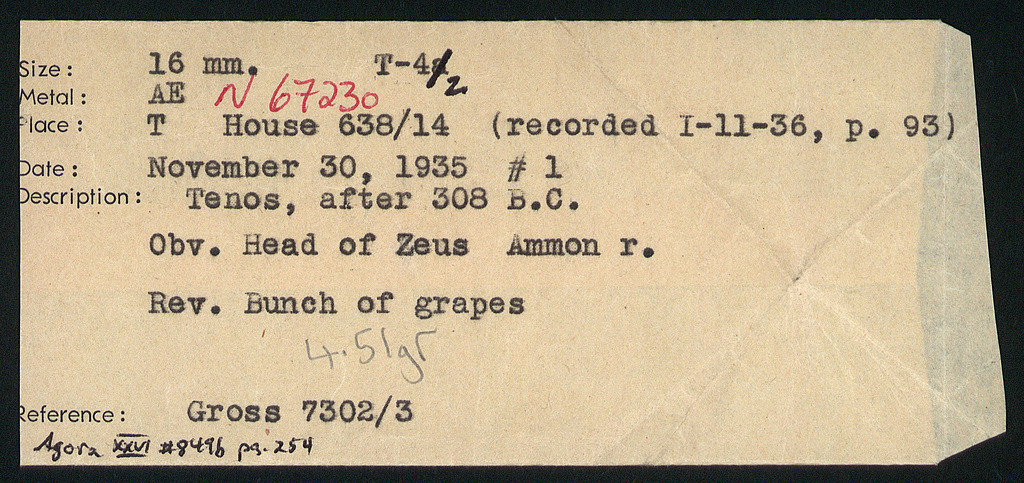 Size: 16 mm. T-4/2
Metal: AE N 67230
Place: T House 638/14 (recorded I-11-36, p. 93)
Date: November 30, 1935 # 1
Description: Tenos, after 308 B.C.
Obv. Head of Zeus Ammon r.
Rev. Bunch of grapes
4.51gr
Reference: Gross 7302/3
Agora XXVI #849b pg. 254